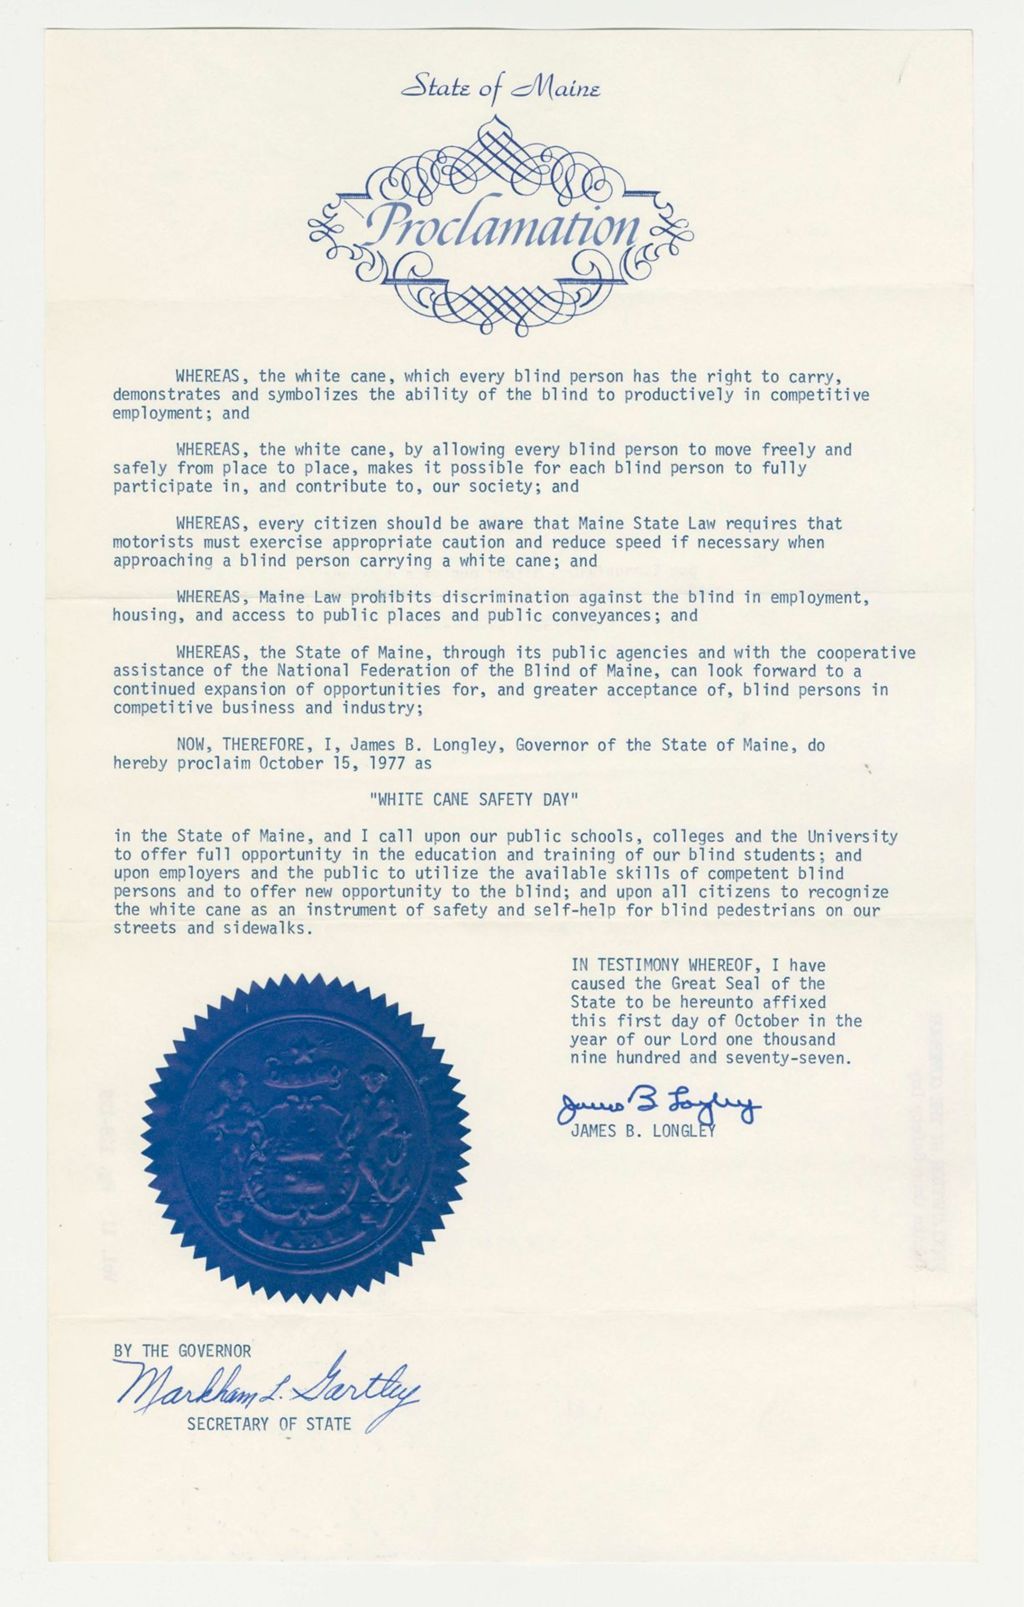 State of Maine
Proclamation
WHEREAS, the white cane, which every blind person has the right to carry,
demonstrates and symbolizes the ability of the blind to productively in competitive
employment; and
WHEREAS, the white cane, by allowing every blind person to move freely and
safely from place to place, makes it possible for each blind person to fully
participate in, and contribute to, our society; and
WHEREAS, every citizen should be aware that Maine State Law requires that
motorists must exercise appropriate caution and reduce speed if necessary when
approaching a blind person carrying a white cane; and
WHEREAS, Maine Law prohibits discrimination against the blind in employment,
housing, and access to public places and public conveyances; and
WHEREAS, the State of Maine, through its public agencies and with the cooperative
assistance of the National Federation of the Blind of Maine, can look forward to a
continued expansion of opportunities for, and greater acceptance of, blind persons in
competitive business and industry;
NOW, THEREFORE, I, James B. Longley, Governor of the State of Maine, do
hereby proclaim October 15, 1977 as
"WHITE CANE SAFETY DAY"
in the State of Maine, and I call upon our public schools, colleges and the University
to offer full opportunity in the education and training of our blind students; and
upon employers and the public to utilize the available skills of competent blind
persons and to offer new opportunity to the blind; and upon all citizens to recognize
the white cane as an instrument of safety and self-help for blind pedestrians on our
streets and sidewalks.
IN TESTIMONY WHEREOF, I have
caused the Great Seal of the
State to be hereunto affixed
this first day of October in the
year of our Lord one thousand
nine hundred and seventy-seven.
James B Longley
JAMES B. LONGLEY
MAINE
BY THE GOVERNOR
Markham L. Gartley
SECRETARY OF STATE